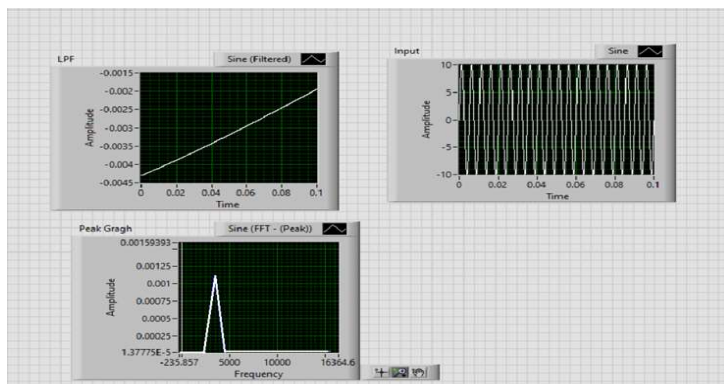 LPF
Sine (Filtered)
-0.0015
-0.002
-0.0025
-0.003
-0.0035
-0.004
-0.0045
Amplitude
0 0.02 0.04 0.06 0.08 0.1
Time
Input
Sine
10
5
0
-5
-10
Amplitude
0 0.02 0.04 0.06 0.08 0.1
Time
Peak Gragh
Sine (FFT - (Peak))
0.00159393
0.00125
0.001
0.00075
0.0005
0.00025
1.37775E-5
Amplitude
-235.857 5000 10000 16364.6
Frequency